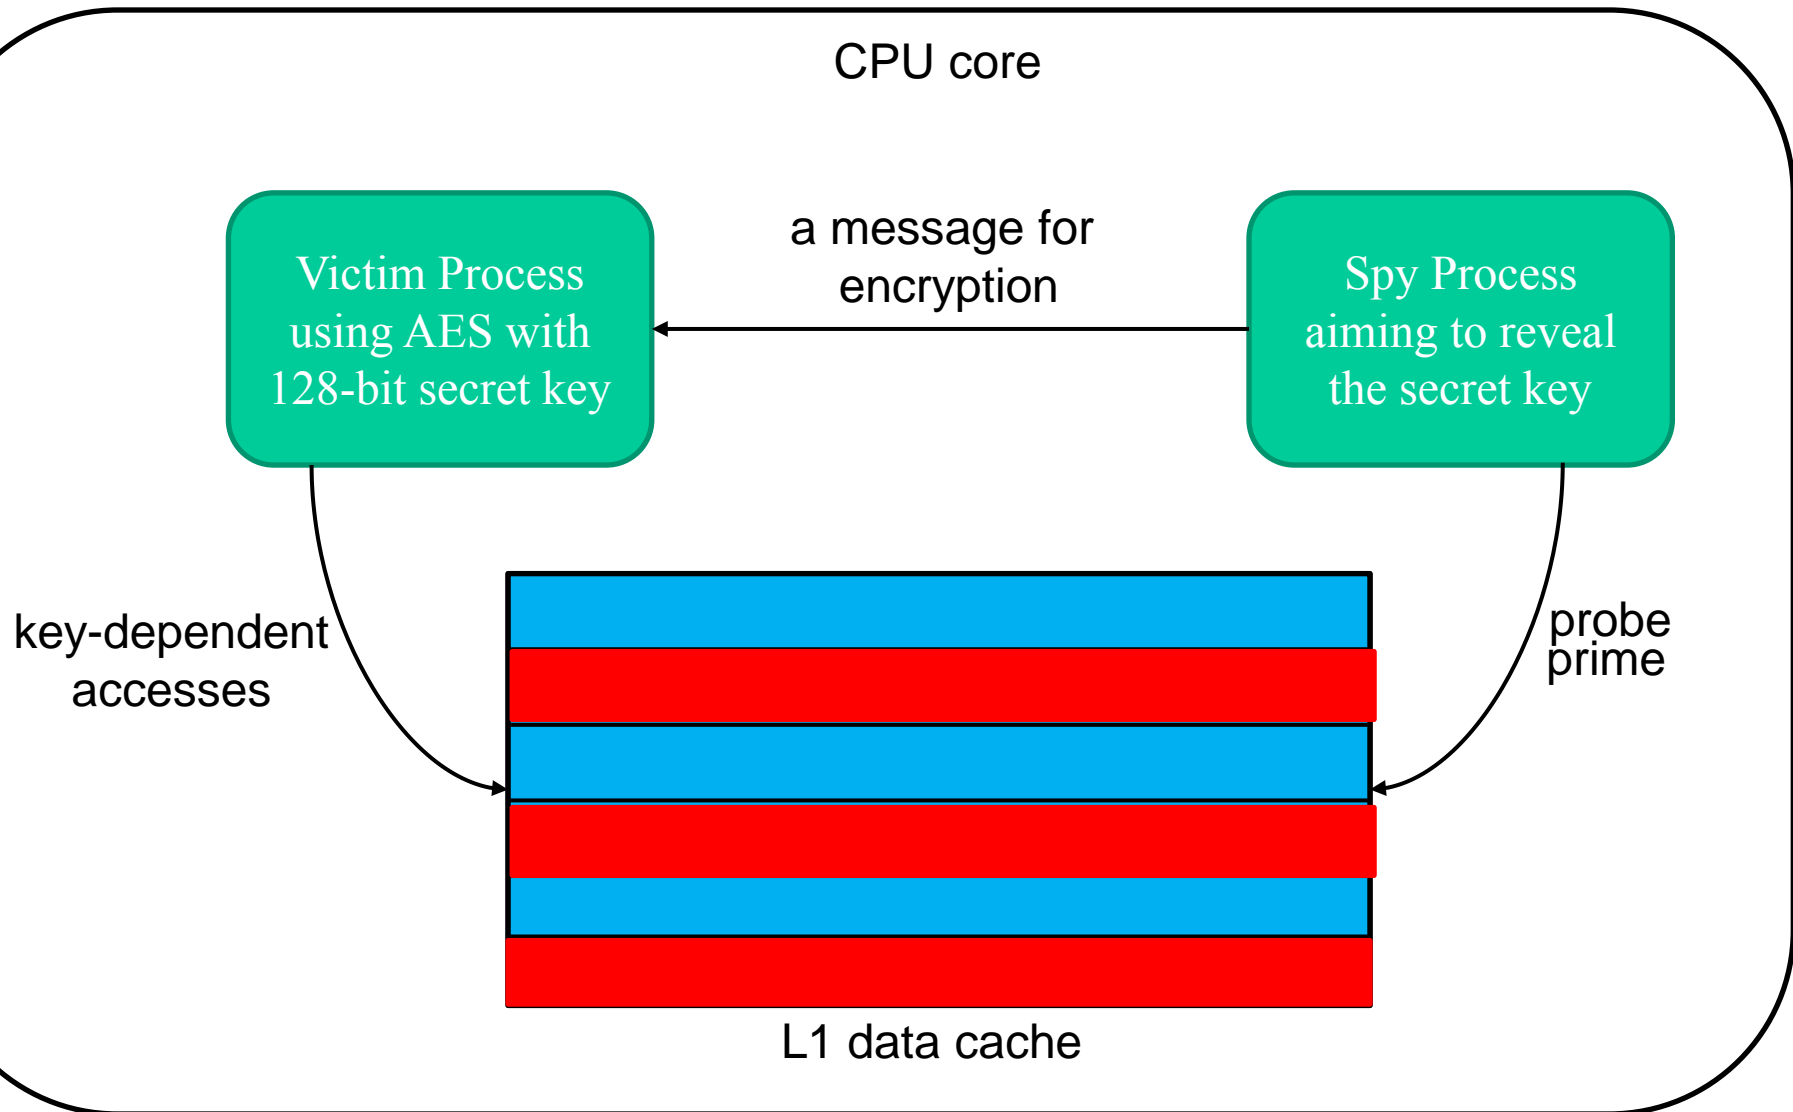 CPU core
Victim Process
using AES with
128-bit secret key
a message for
encryption
Spy Process
aiming to reveal
the secret key
key-dependent
accesses
probe
prime
L1 data cache